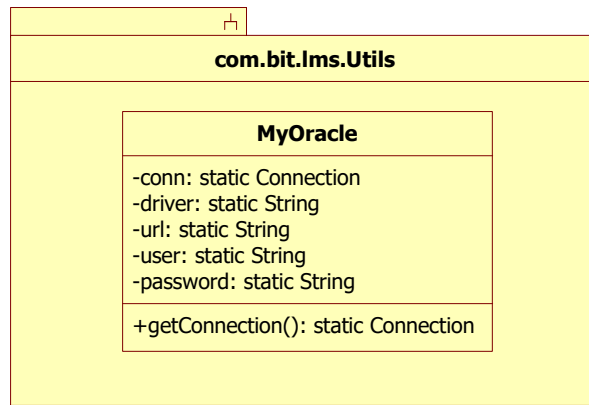 com.bit.lms.Utils
MyOracle
-conn: static Connection
-driver: static String
-url: static String
-user: static String
-password: static String
+getConnection(): static Connection